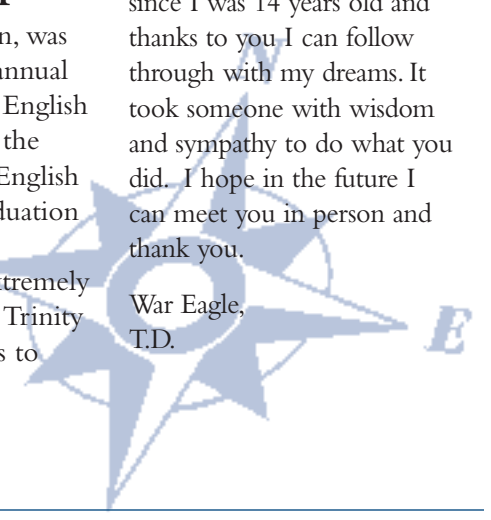 n, was
annual
English
the
English
duation
xtremely
Trinity
s to
since I was 14 years old and
thanks to you I can follow
through with my dreams. It
took someone with wisdom
and sympathy to do what you
did. I hope in the future I
can meet you in person and
thank you.
War Eagle,
T.D.
N
E